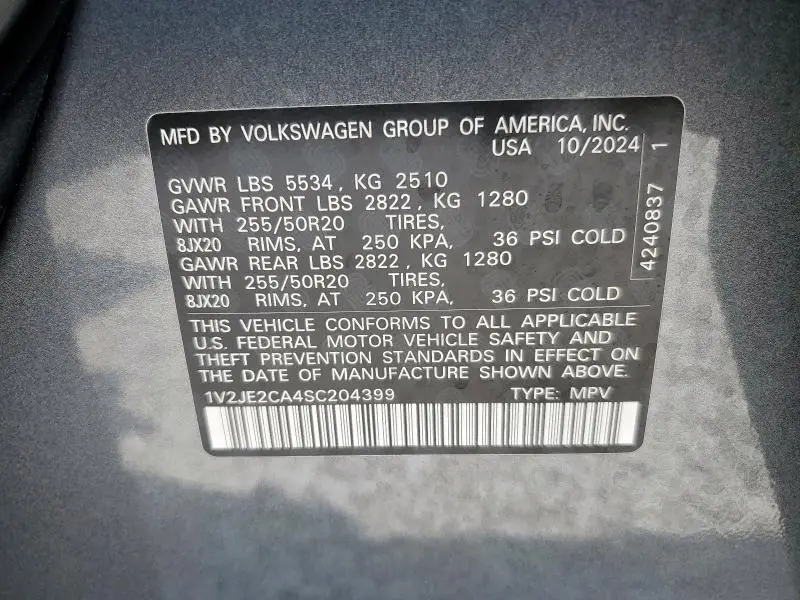 MFD BY VOLKSWAGEN GROUP OF AMERICA, INC.
USA 10/2024
GVWR LBS 5534, KG 2510
GAWR FRONT LBS 2822, KG 1280
WITH 255/50R20 TIRES,
8JX20 RIMS, AT 250 KPA, 36 PSI COLD
GAWR REAR LBS 2822, KG 1280
WITH 255/50R20 TIRES,
8JX20 RIMS, AT 250 KPA, 36 PSI COLD
4240837 1
THIS VEHICLE CONFORMS TO ALL APPLICABLE
U.S. FEDERAL MOTOR VEHICLE SAFETY AND
THEFT PREVENTION STANDARDS IN EFFECT ON
THE DATE OF MANUFACTURE SHOWN ABOVE.
1V2JE2CA4SC204399 TYPE: MPV